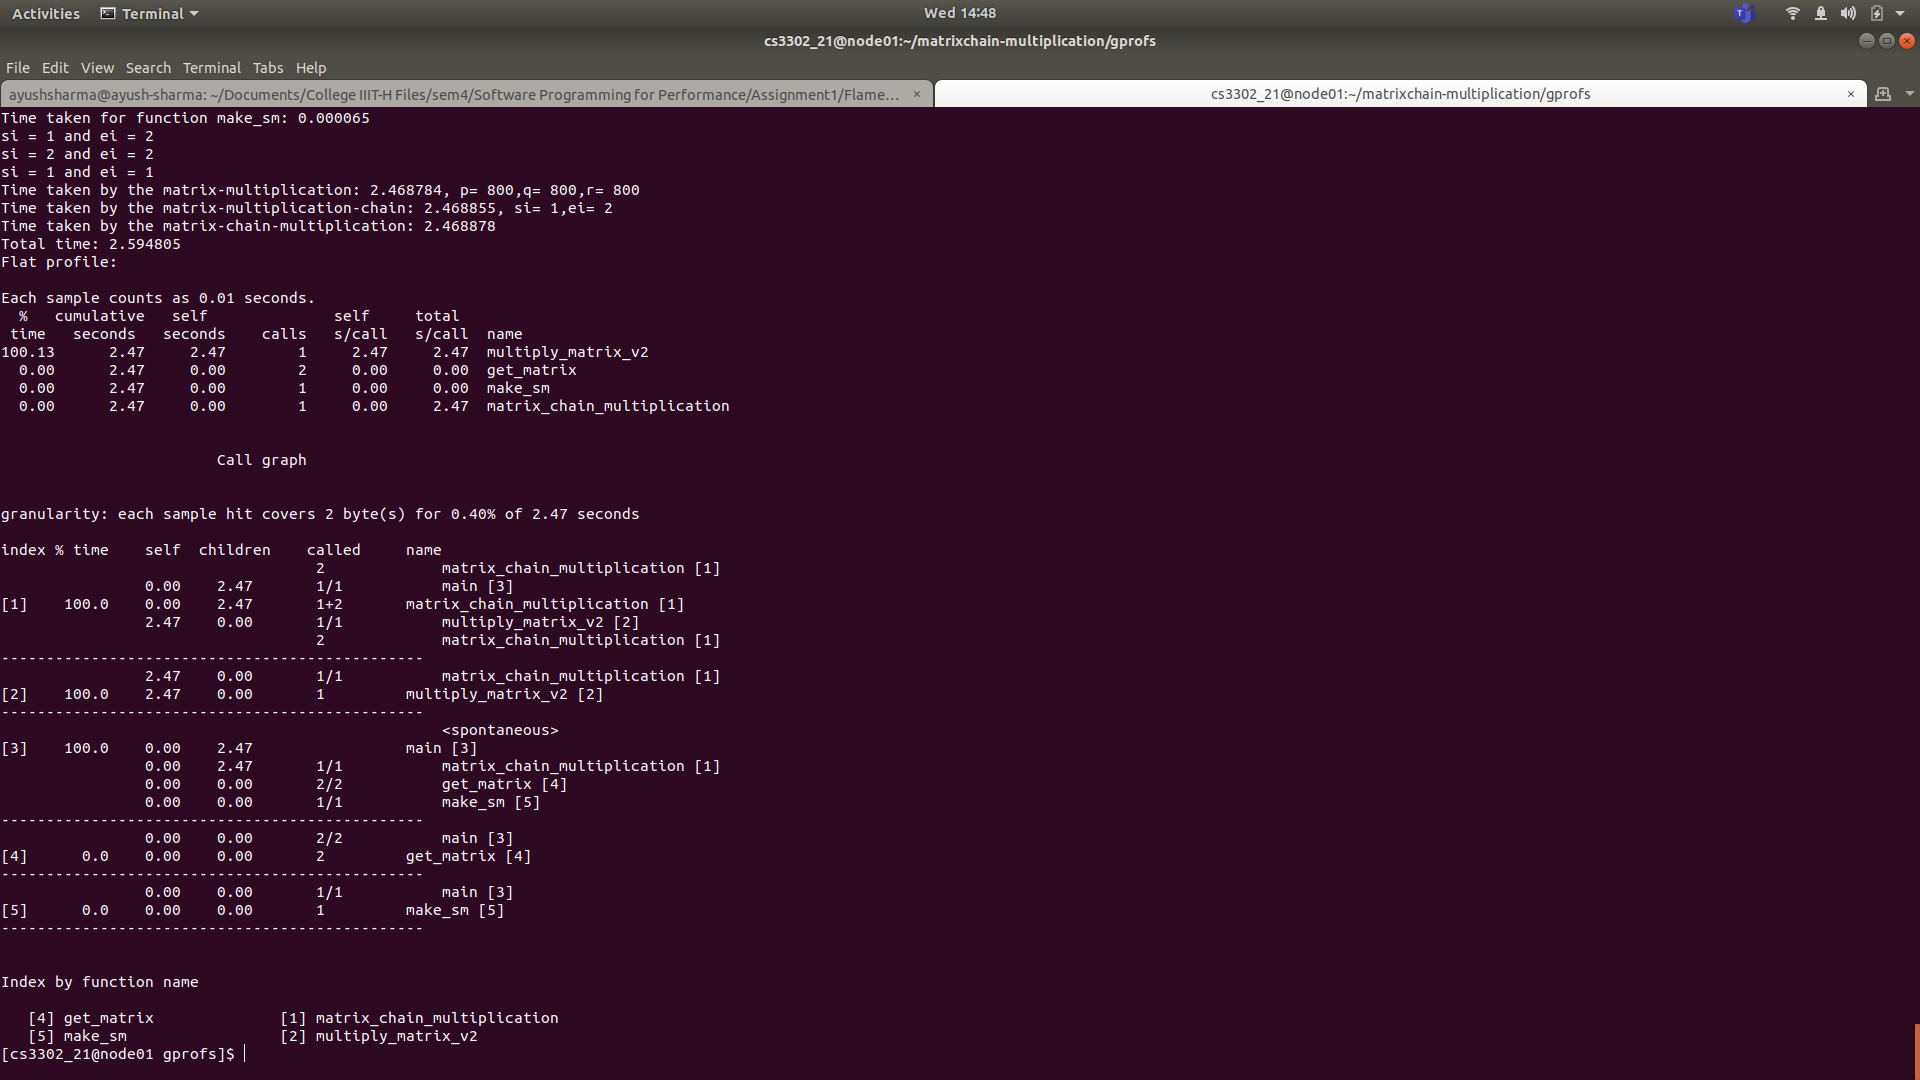 Activities Terminal Wed 14:48
cs3302_21@node01:~/matrixchain-multiplication/gprofs
File Edit View Search Terminal Tabs Help
ayushsharma@ayush-sharma: ~/Documents/College IIIT-H Files/sem4/Software Programming for Performance/Assignment1/Flame... × cs3302_21@node01:~/matrixchain-multiplication/gprofs ×
Time taken for function make_sm: 0.000065
si = 1 and ei = 2
si = 2 and ei = 2
si = 1 and ei = 1
Time taken by the matrix-multiplication: 2.468784, p= 800,q= 800,r= 800
Time taken by the matrix-multiplication-chain: 2.468855, si= 1,ei= 2
Time taken by the matrix-chain-multiplication: 2.468878
Total time: 2.594805
Flat profile:
Each sample counts as 0.01 seconds.
  %   cumulative   self              self     total
 time   seconds   seconds    calls   s/call   s/call  name
100.13      2.47     2.47        1     2.47     2.47  multiply_matrix_v2
  0.00      2.47     0.00        2     0.00     0.00  get_matrix
  0.00      2.47     0.00        1     0.00     0.00  make_sm
  0.00      2.47     0.00        1     0.00     2.47  matrix_chain_multiplication
                        Call graph
granularity: each sample hit covers 2 byte(s) for 0.40% of 2.47 seconds
index % time    self  children    called     name
                                   2             matrix_chain_multiplication [1]
                0.00    2.47       1/1           main [3]
[1]    100.0    0.00    2.47       1+2       matrix_chain_multiplication [1]
                2.47    0.00       1/1           multiply_matrix_v2 [2]
                                   2             matrix_chain_multiplication [1]
-----------------------------------------------
                2.47    0.00       1/1           matrix_chain_multiplication [1]
[2]    100.0    2.47    0.00       1         multiply_matrix_v2 [2]
-----------------------------------------------
                                                 <spontaneous>
[3]    100.0    0.00    2.47                 main [3]
                0.00    2.47       1/1           matrix_chain_multiplication [1]
                0.00    0.00       2/2           get_matrix [4]
                0.00    0.00       1/1           make_sm [5]
-----------------------------------------------
                0.00    0.00       2/2           main [3]
[4]      0.0    0.00    0.00       2         get_matrix [4]
-----------------------------------------------
                0.00    0.00       1/1           main [3]
[5]      0.0    0.00    0.00       1         make_sm [5]
-----------------------------------------------
Index by function name
   [4] get_matrix              [1] matrix_chain_multiplication
   [5] make_sm                 [2] multiply_matrix_v2
[cs3302_21@node01 gprofs]$